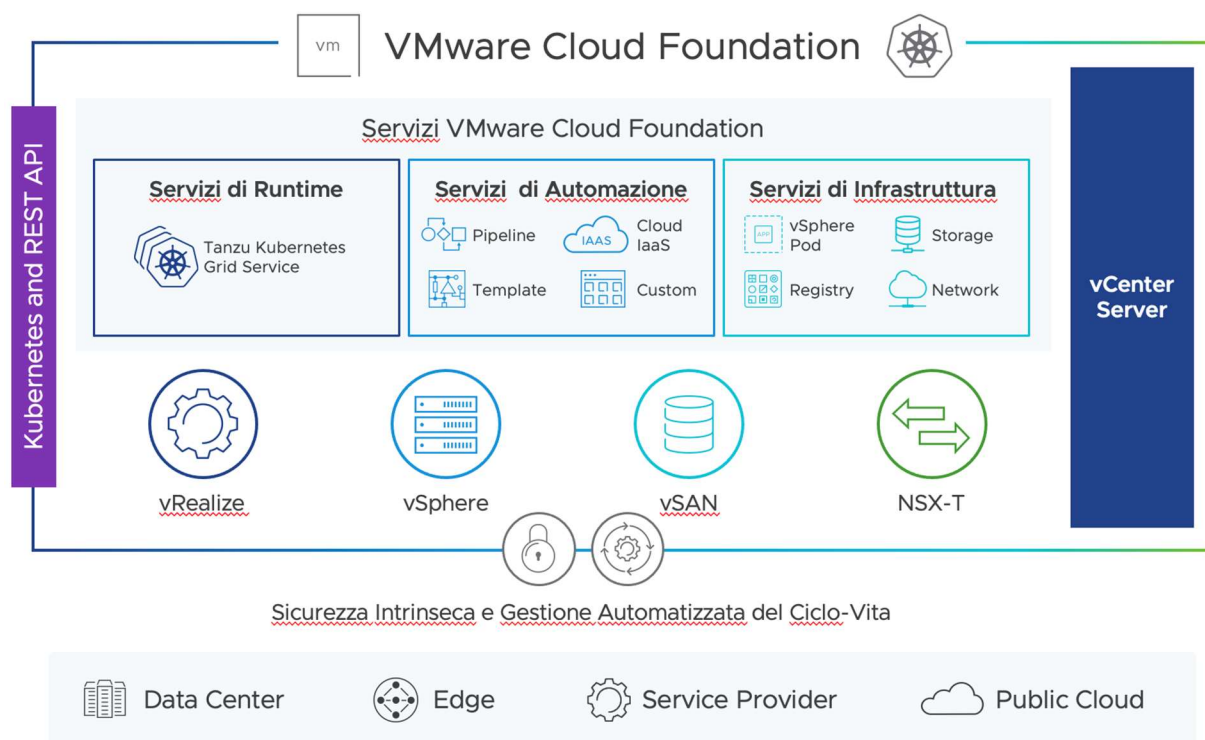 vm
VMware Cloud Foundation
Kubernetes and REST API
Servizi VMware Cloud Foundation
Servizi di Runtime
Tanzu Kubernetes
Grid Service
Servizi di Automazione
Pipeline
IAAS
Cloud
IaaS
Template
Custom
Servizi di Infrastruttura
APP
vSphere
Pod
Storage
Registry
Network
vCenter
Server
vRealize
vSphere
vSAN
NSX-T
Sicurezza Intrinseca e Gestione Automatizzata del Ciclo-Vita
Data Center
Edge
Service Provider
Public Cloud